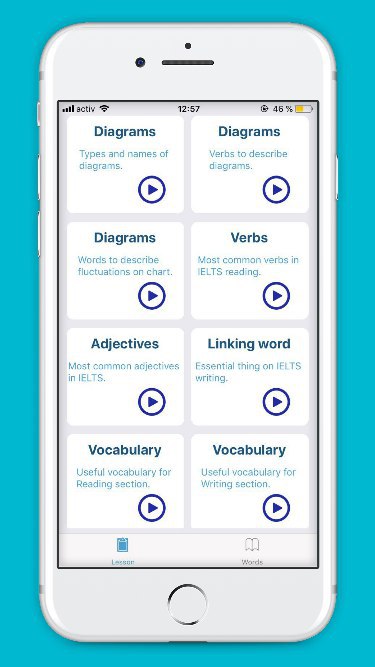 activ 12:57 46 %
Diagrams
Types and names of
diagrams.
Diagrams
Verbs to describe
diagrams.
Diagrams
Words to describe
fluctuations on chart.
Verbs
Most common verbs in
IELTS reading.
Adjectives
Most common adjectives
in IELTS.
Linking word
Essential thing on IELTS
writing.
Vocabulary
Useful vocabulary for
Reading section.
Vocabulary
Useful vocabulary for
Writing section.
Lesson
Words